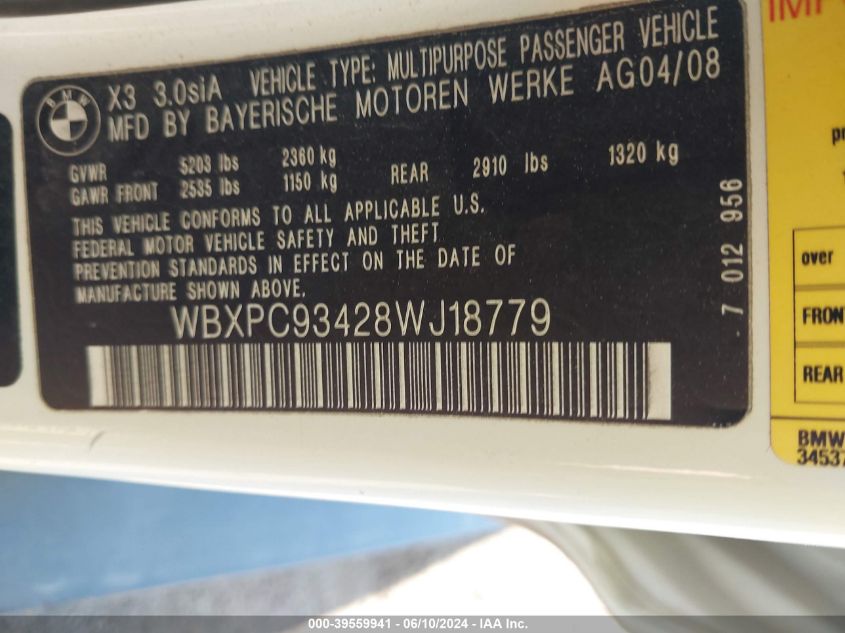 BMW
X3 3.0siA VEHICLE TYPE: MULTIPURPOSE PASSENGER VEHICLE
MFD BY BAYERISCHE MOTOREN WERKE AG04/08
GVWR 5203 lbs 2360 kg
GAWR FRONT 2535 lbs 1150 kg REAR 2910 lbs 1320 kg
THIS VEHICLE CONFORMS TO ALL APPLICABLE U.S.
FEDERAL MOTOR VEHICLE SAFETY AND THEFT
PREVENTION STANDARDS IN EFFECT ON THE DATE OF
MANUFACTURE SHOWN ABOVE.
WBXPC93428WJ18779
7 012 956
over
FRONT
REAR
BMW
34537
000-39559941 - 06/10/2024 - IAA Inc.